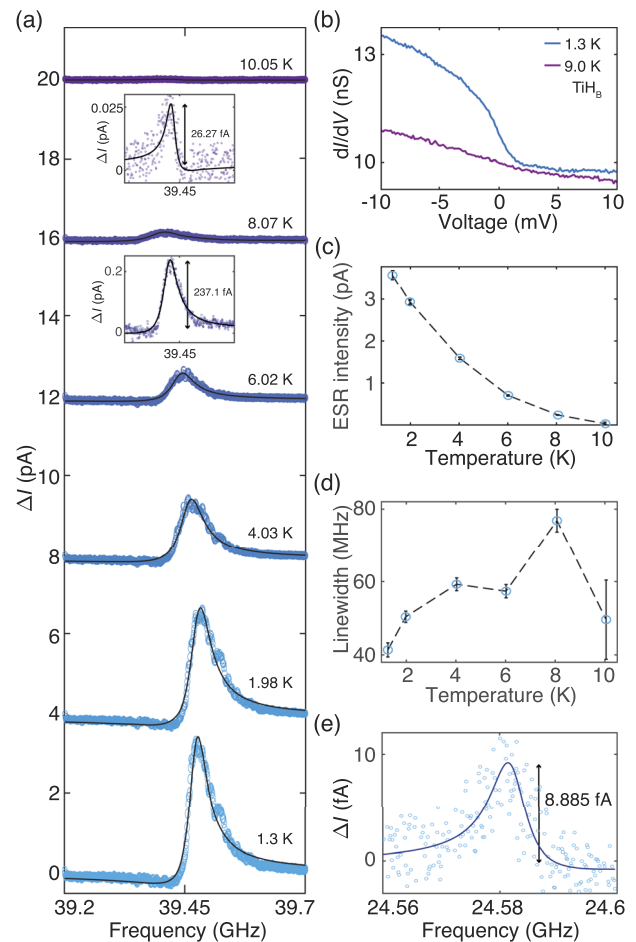 (a)
10.05 K
20
0.025
26.27 fA
ΔI (pA)
0
39.45
18
8.07 K
16
0.2
237.1 fA
ΔI (pA)
0
39.45
14
6.02 K
12
10
4.03 K
8
6
1.98 K
4
2
1.3 K
0
ΔI (pA)
39.2 39.45 39.7
Frequency (GHz)
(b)
13
10
dI/dV (nS)
1.3 K
9.0 K
TiH_B
-10 -5 0 5 10
Voltage (mV)
(c)
3
2
1
ESR intensity (pA)
2 4 6 8 10
Temperature (K)
(d)
80
60
40
Linewidth (MHz)
2 4 6 8 10
Temperature (K)
(e)
10
5
0
ΔI (fA)
8.885 fA
24.56 24.58 24.6
Frequency (GHz)